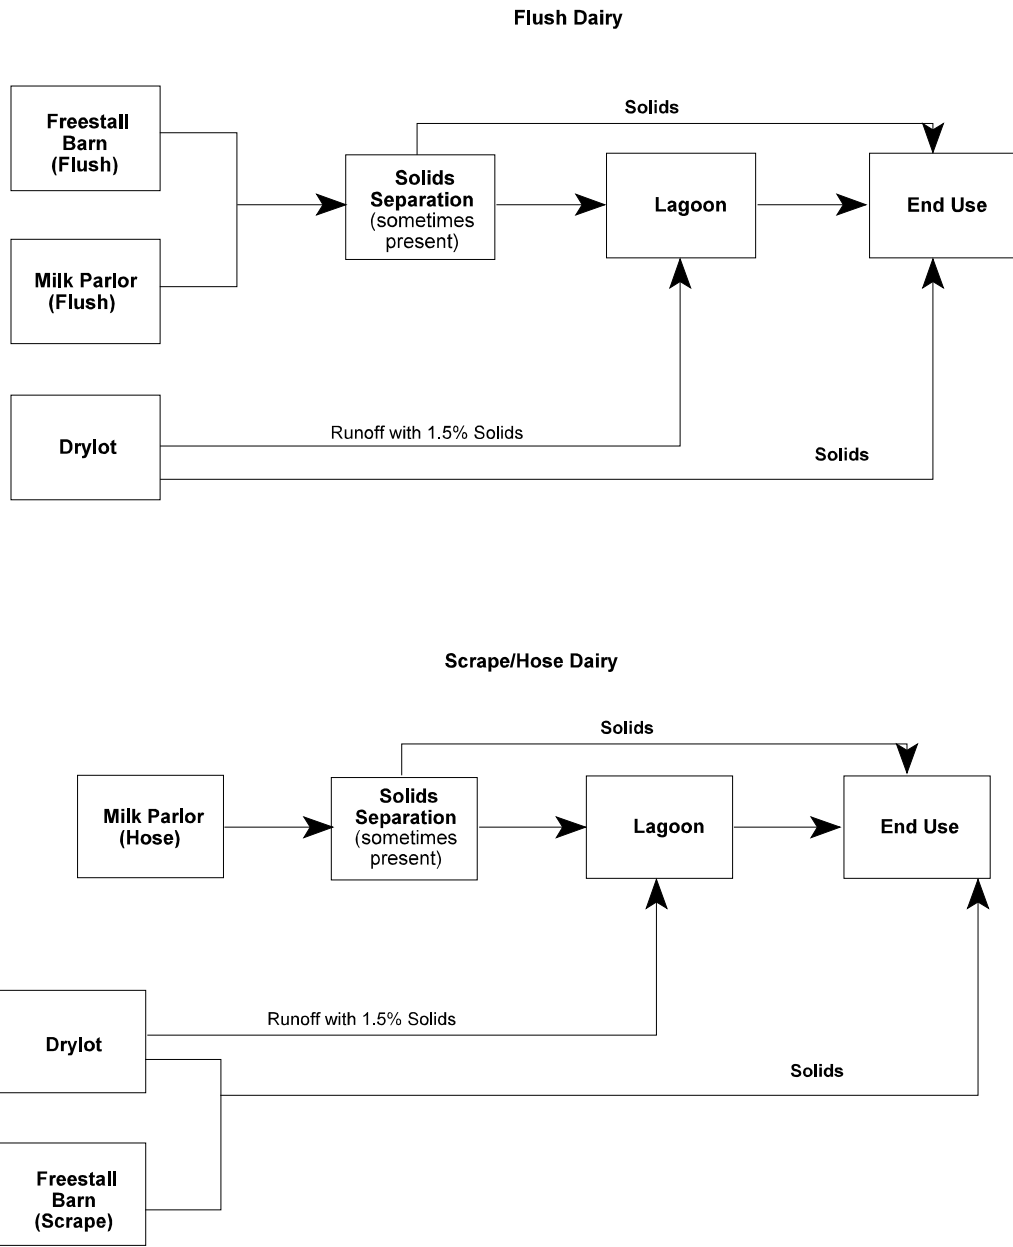 Flush Dairy
Solids
Freestall
Barn
(Flush)
Solids
Separation
(sometimes
present)
Lagoon
End Use
Milk Parlor
(Flush)
Drylot
Runoff with 1.5% Solids
Solids
Scrape/Hose Dairy
Solids
Milk Parlor
(Hose)
Solids
Separation
(sometimes
present)
Lagoon
End Use
Drylot
Runoff with 1.5% Solids
Solids
Freestall
Barn
(Scrape)